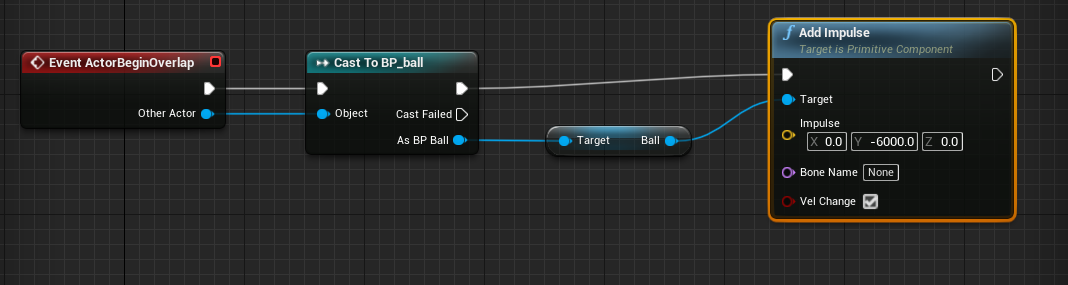 Event ActorBeginOverlap
Other Actor
Cast To BP_ball
Object
Cast Failed
As BP Ball
Target Ball
f Add Impulse
Target is Primitive Component
Target
Impulse
X 0.0 Y -6000.0 Z 0.0
Bone Name None
Vel Change